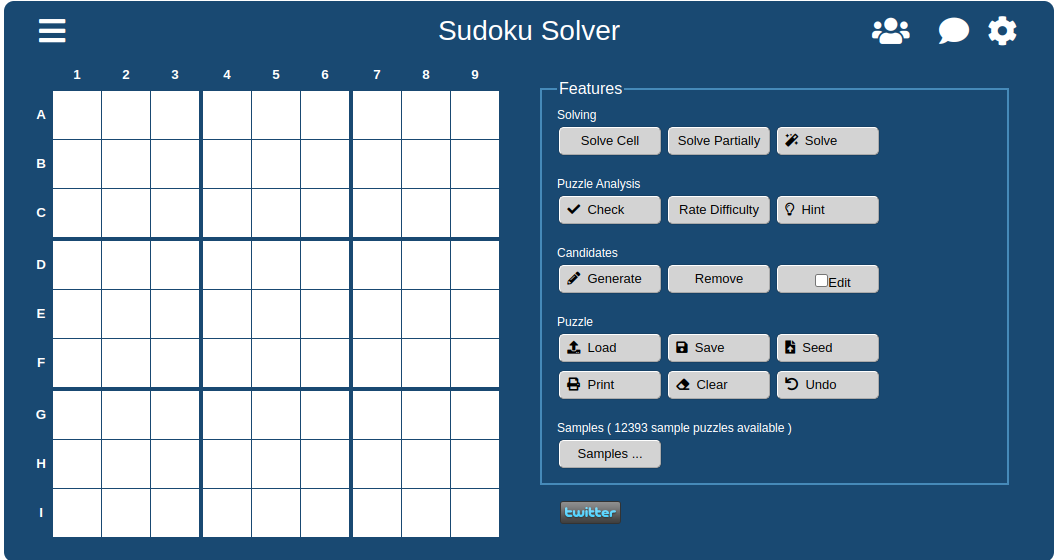 Sudoku Solver
1 2 3 4 5 6 7 8 9
A
B
C
D
E
F
G
H
I
Features
Solving
Solve Cell Solve Partially Solve
Puzzle Analysis
Check Rate Difficulty Hint
Candidates
Generate Remove Edit
Puzzle
Load Save Seed
Print Clear Undo
Samples ( 12393 sample puzzles available )
Samples ...
twitter